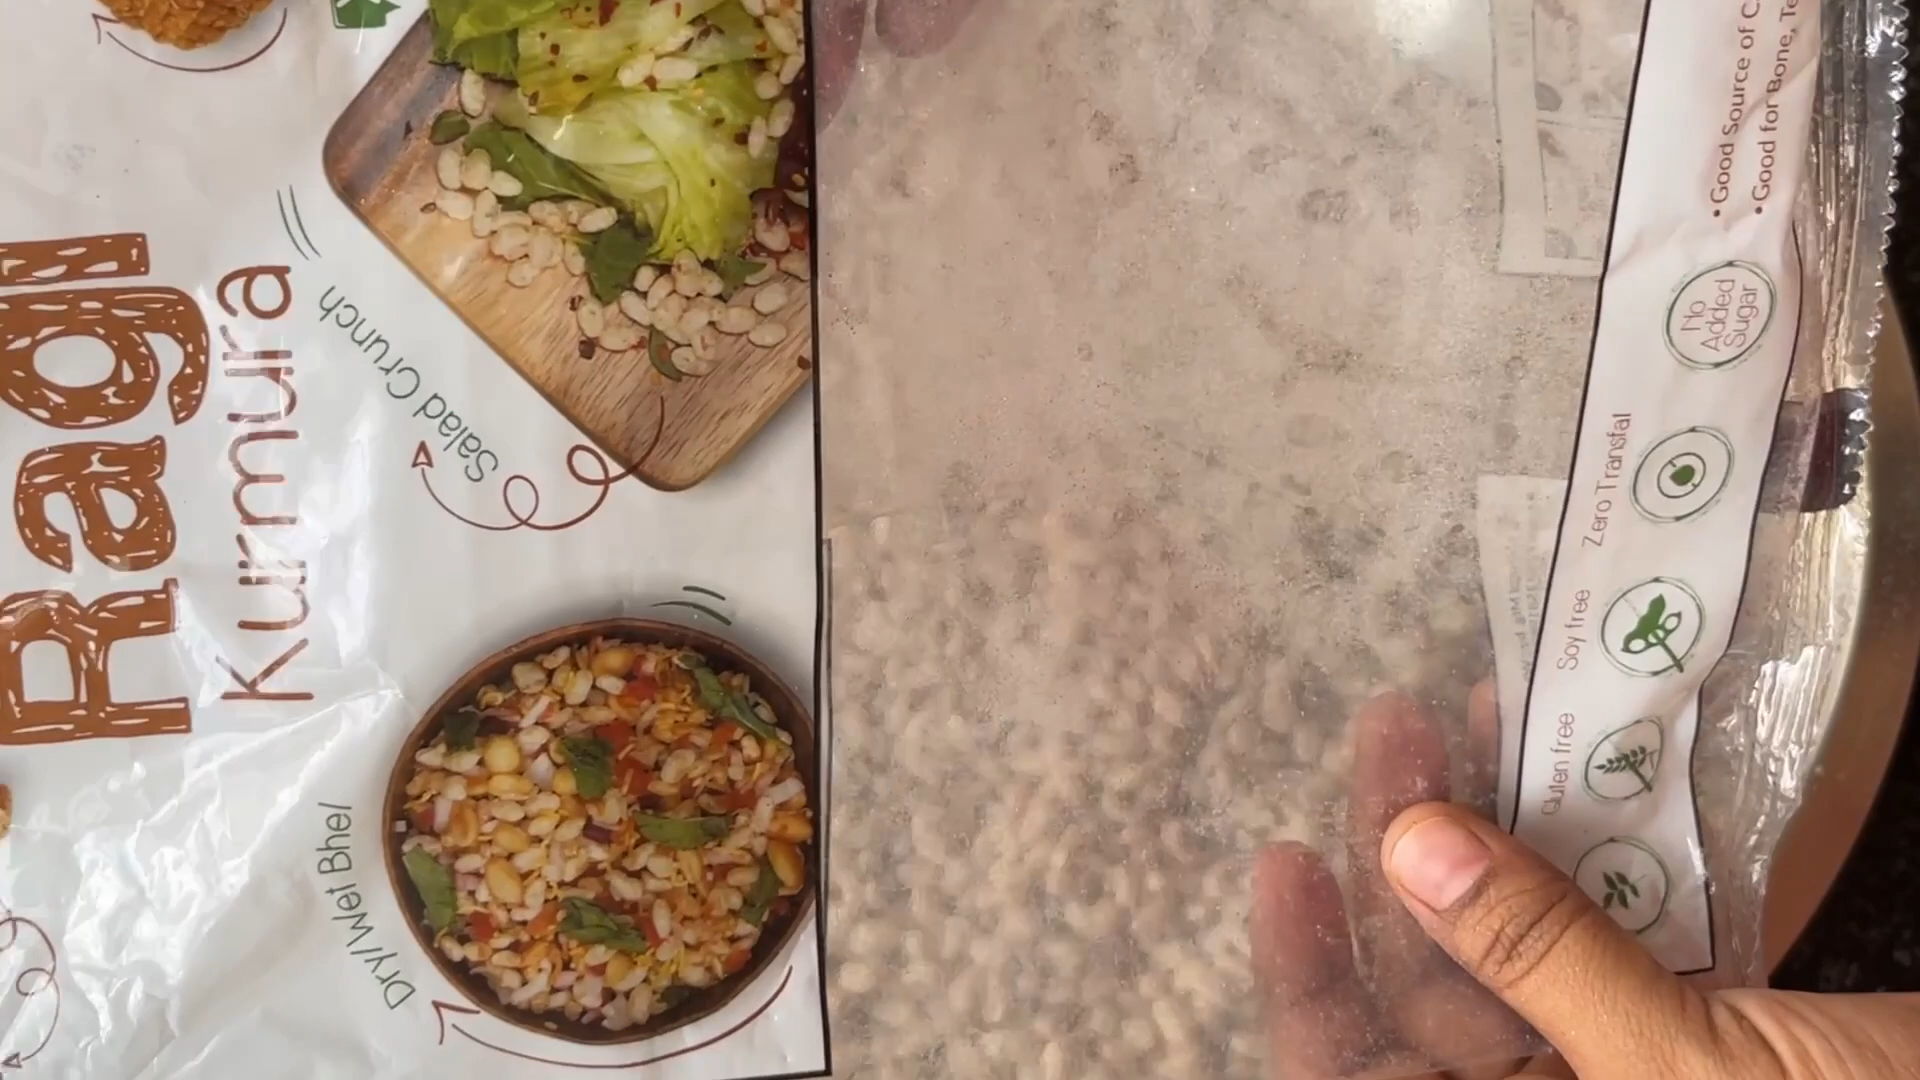 Ragi
Kurmura
Salad Crunch
Dry/Wet Bhel
•Good Source of
•Good for Bone,
No
Added
Sugar
Zero Transfat
Soy free
Gluten free